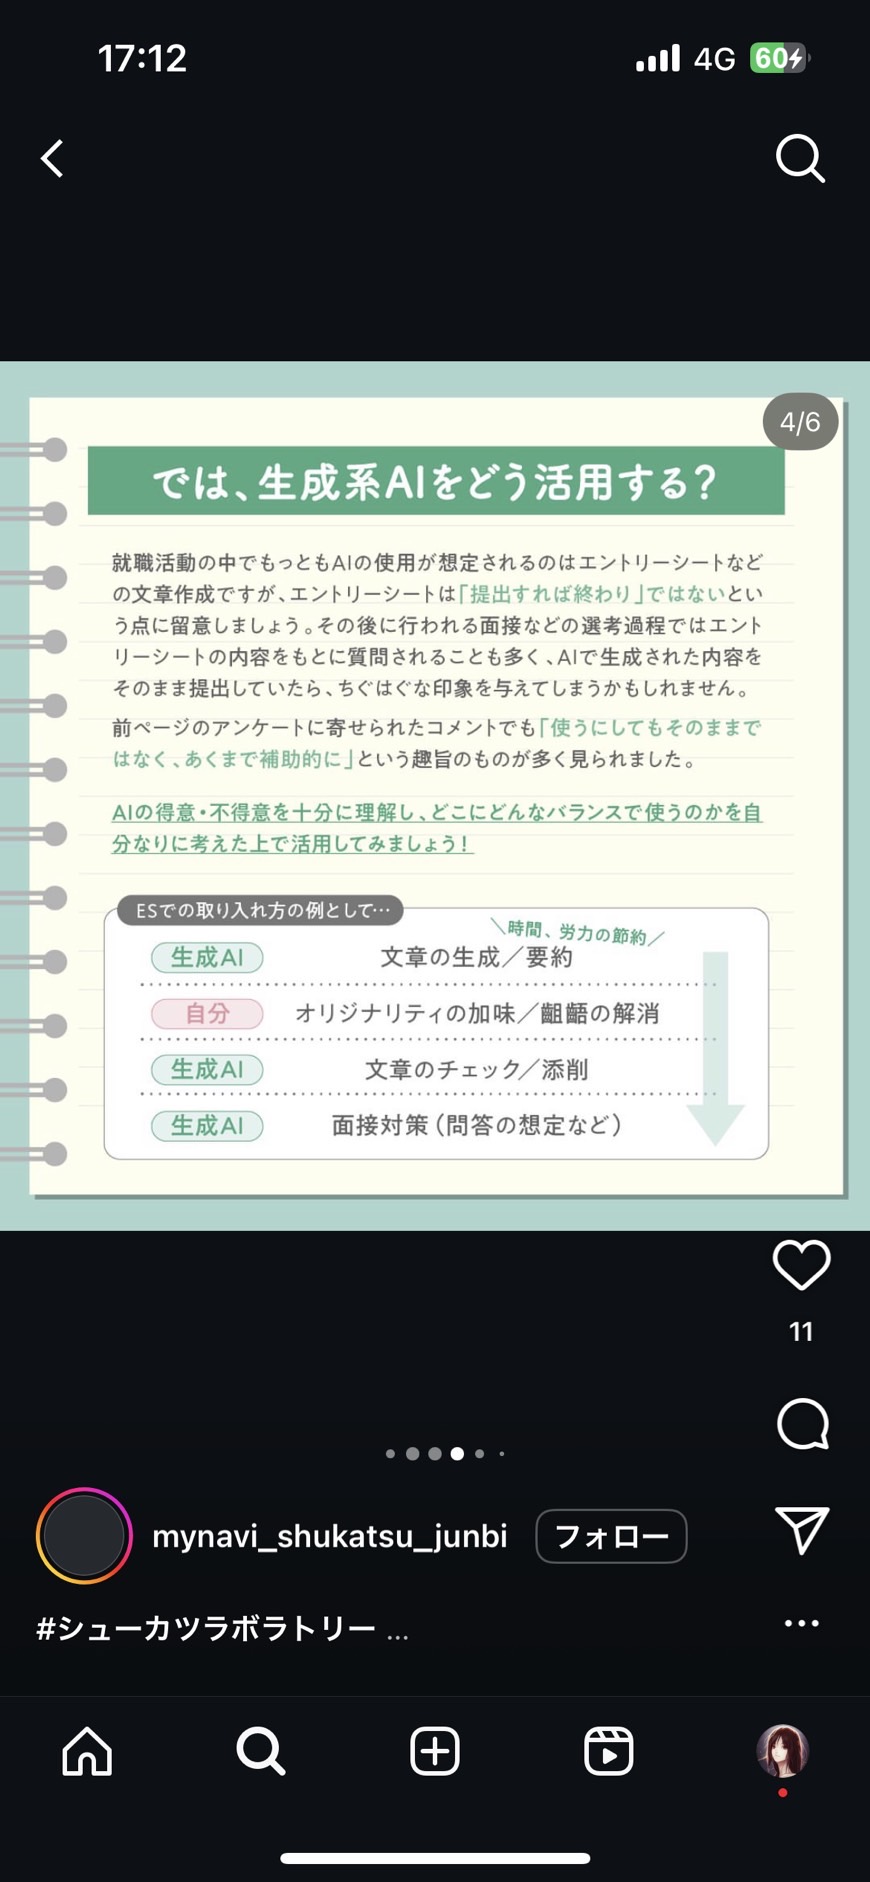 17:12
4G
60
4/6
では、生成系AIをどう活用する？
就職活動の中でもっともAIの使用が想定されるのはエントリーシートなど
の文章作成ですが、エントリーシートは「提出すれば終わり」ではないとい
う点に留意しましょう。その後に行われる面接などの選考過程ではエント
リーシートの内容をもとに質問されることも多く、AIで生成された内容を
そのまま提出していたら、ちぐはぐな印象を与えてしまうかもしれません。
前ページのアンケートに寄せられたコメントでも「使うにしてもそのままで
はなく、あくまで補助的に」という趣旨のものが多く見られました。
AIの得意・不得意を十分に理解し、どこにどんなバランスで使うのかを自
分なりに考えた上で活用してみましょう！
ESでの取り入れ方の例として…
＼時間、労力の節約／
生成AI 文章の生成／要約
自分 オリジナリティの加味／齟齬の解消
生成AI 文章のチェック／添削
生成AI 面接対策（問答の想定など）
11
mynavi_shukatsu_junbi フォロー
#シューカツラボラトリー ...